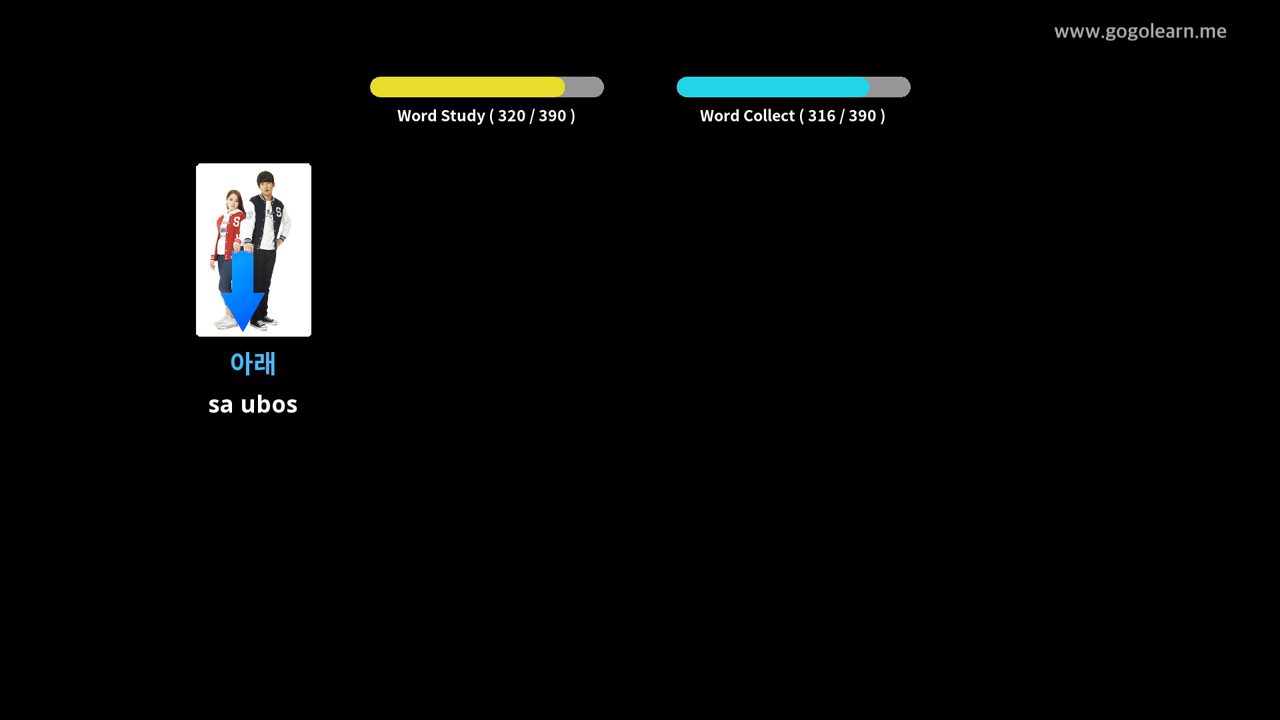 www.gogolearn.me
Word Study ( 320 / 390 )
Word Collect ( 316 / 390 )
S
S
아래
sa ubos